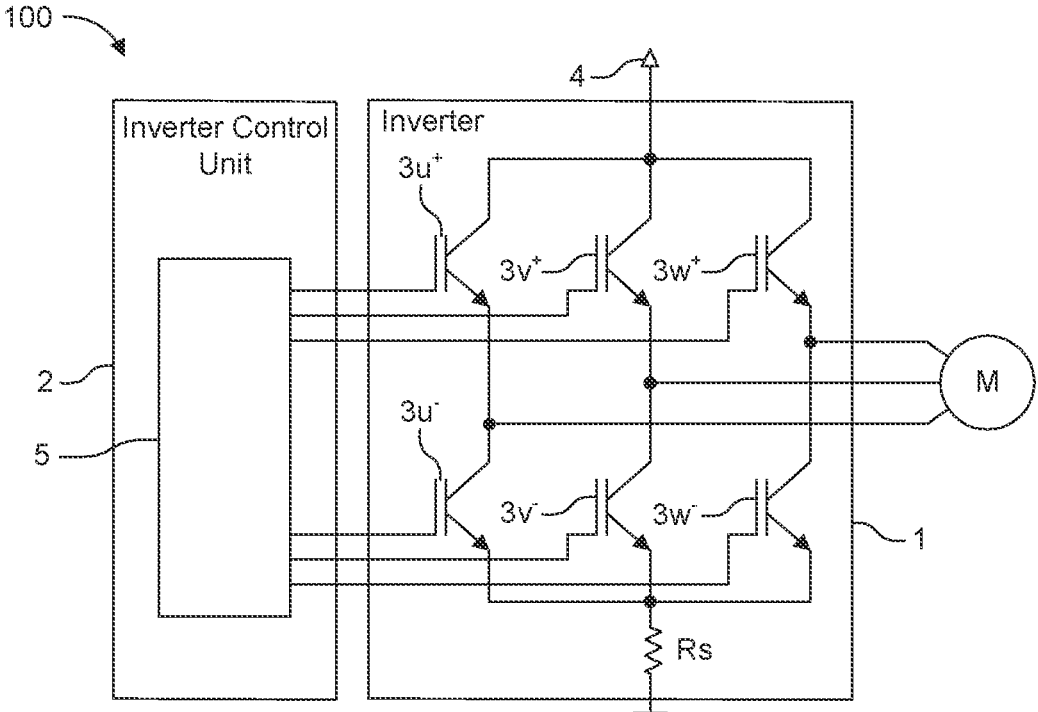 100
4
Inverter Control
Unit
Inverter
3u⁺
3v⁺
3w⁺
2
M
5
3u⁻
3v⁻
3w⁻
1
Rs